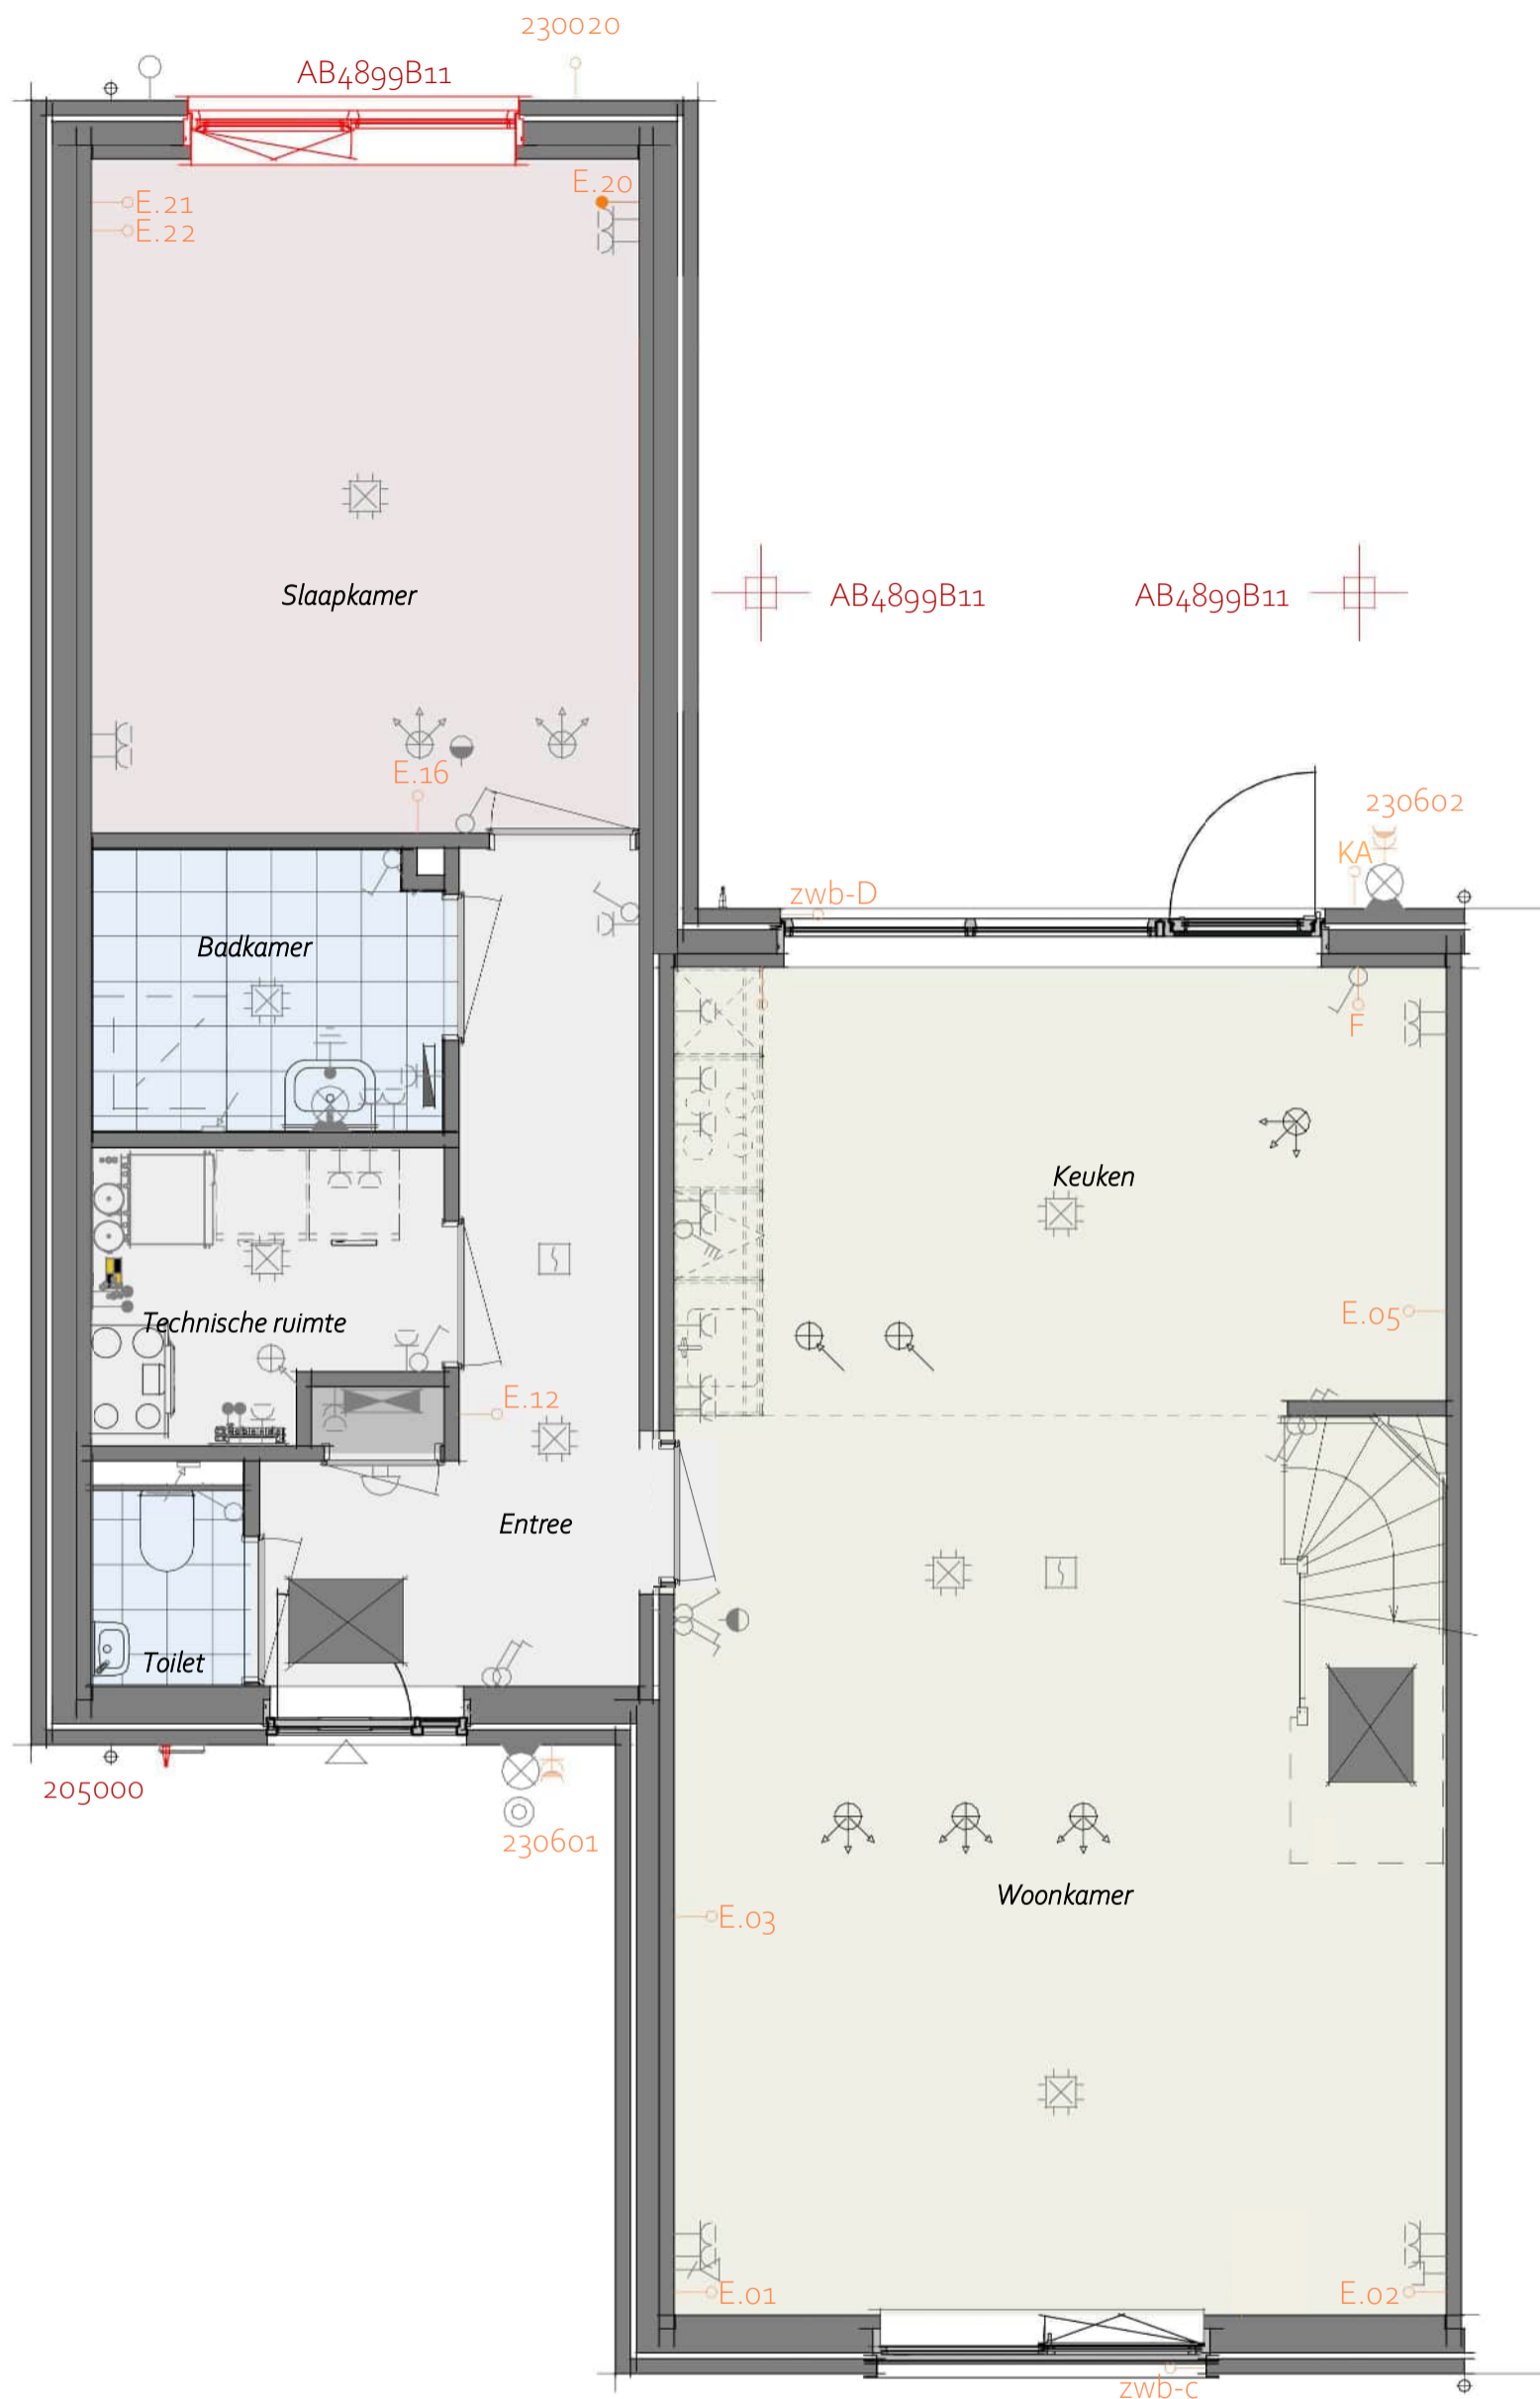 230020
AB4899B11
E.20
E.21
E.22
Slaapkamer
AB4899B11
AB4899B11
E.16
230602
KA
zwb-D
Badkamer
F
Keuken
E.05
Technische ruimte
E.12
Entree
Toilet
205000
230601
Woonkamer
E.03
E.01
E.02
zwb-c